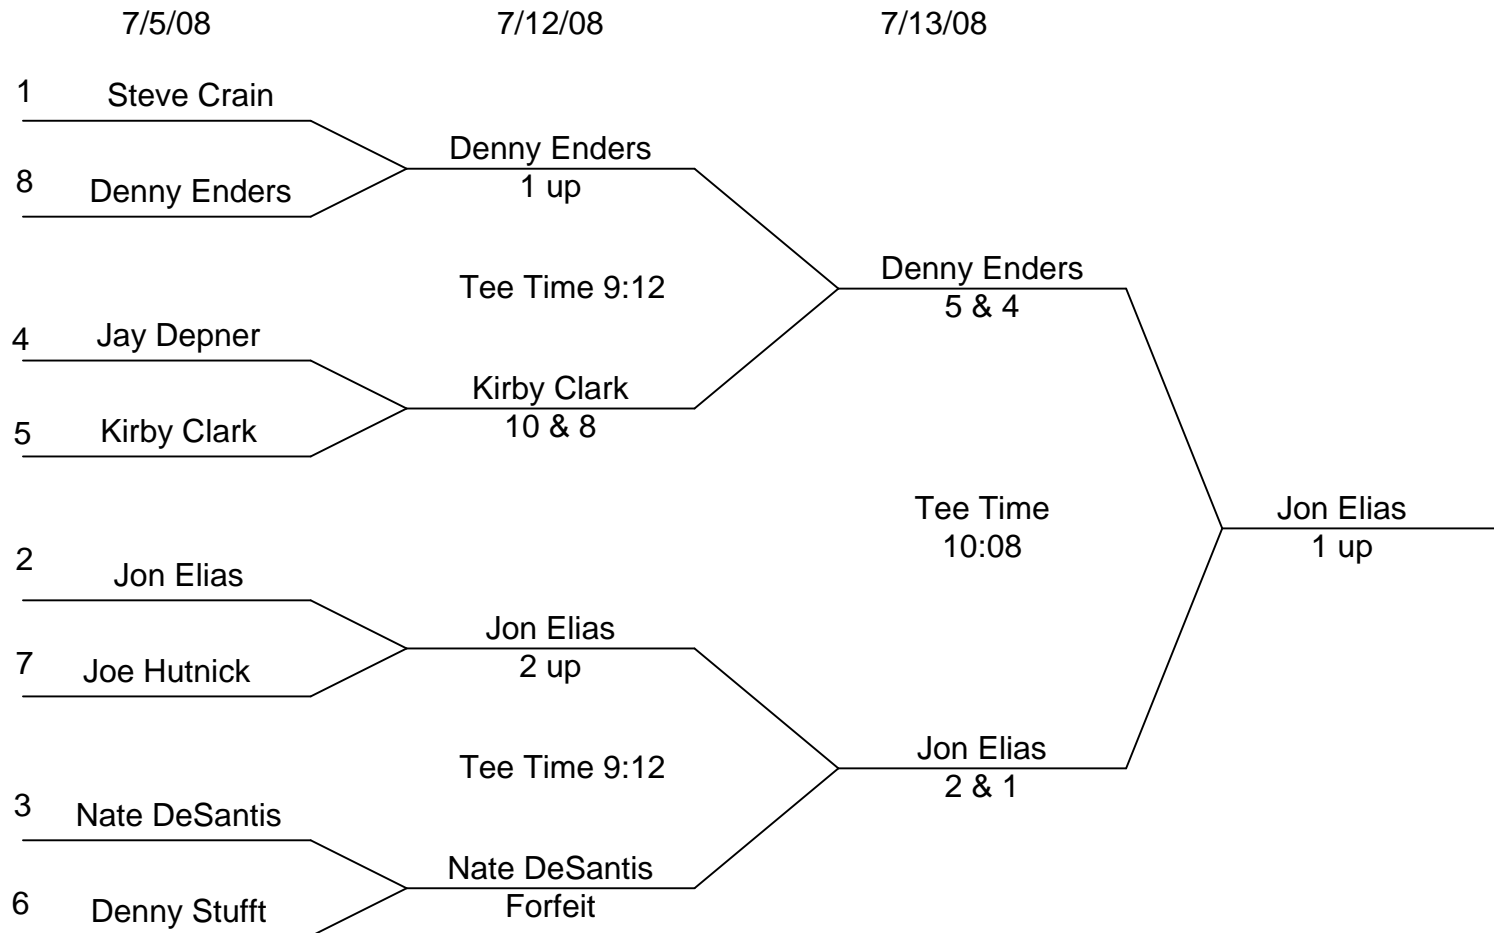 7/5/08 7/12/08 7/13/08
1 Steve Crain
Denny Enders
1 up
8 Denny Enders
Denny Enders
5 & 4
Tee Time 9:12
4 Jay Depner
Kirby Clark
10 & 8
5 Kirby Clark
Tee Time
10:08
Jon Elias
1 up
2 Jon Elias
Jon Elias
2 up
7 Joe Hutnick
Jon Elias
2 & 1
Tee Time 9:12
3 Nate DeSantis
Nate DeSantis
Forfeit
6 Denny Stufft